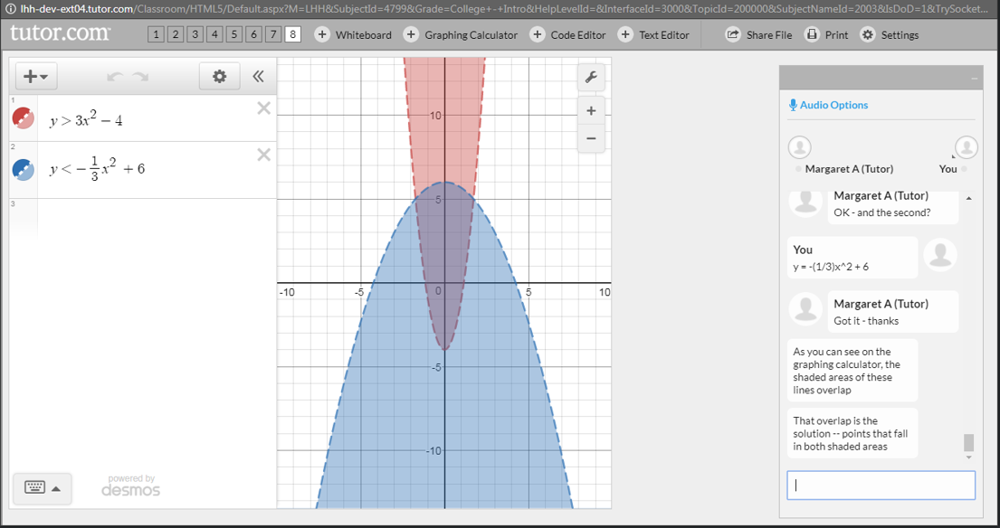 lhh-dev-ext04.tutor.com/Classroom/HTML5/Default.aspx?M=LHH&SubjectId=4799&Grade=College+-+Intro&HelpLevelId=&InterfaceId=3000&TopicId=200000&SubjectNameId=2003&IsDoD=1&TrySocket...
tutor.com
1 2 3 4 5 6 7 8 + Whiteboard + Graphing Calculator + Code Editor + Text Editor Share File Print Settings
1
y > 3x² − 4
2
y < − 1/3 x² + 6
3
powered by
desmos
10
5
-10 -5 0 5 10
-5
-10
Audio Options
Margaret A (Tutor) You
Margaret A (Tutor)
OK - and the second?
You
y = -(1/3)x^2 + 6
Margaret A (Tutor)
Got it - thanks
As you can see on the
graphing calculator, the
shaded areas of these
lines overlap
That overlap is the
solution -- points that fall
in both shaded areas